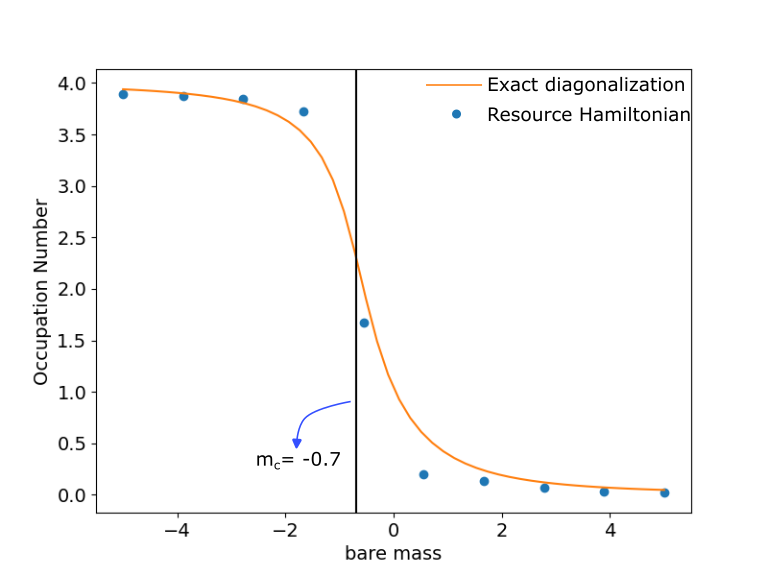 Exact diagonalization
Resource Hamiltonian
4.0
3.5
3.0
2.5
2.0
1.5
1.0
0.5
0.0
Occupation Number
m_c= -0.7
−4 −2 0 2 4
bare mass